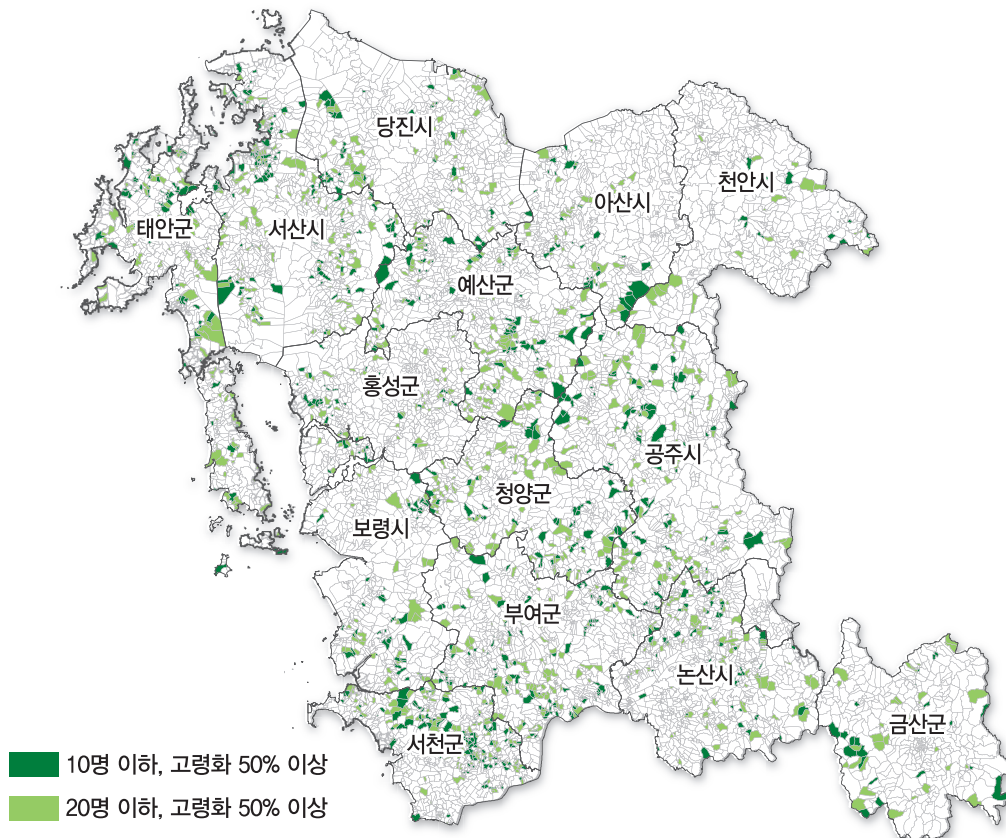 당진시
천안시
아산시
태안군
서산시
예산군
홍성군
공주시
청양군
보령시
부여군
논산시
금산군
서천군
10명 이하, 고령화 50% 이상
20명 이하, 고령화 50% 이상